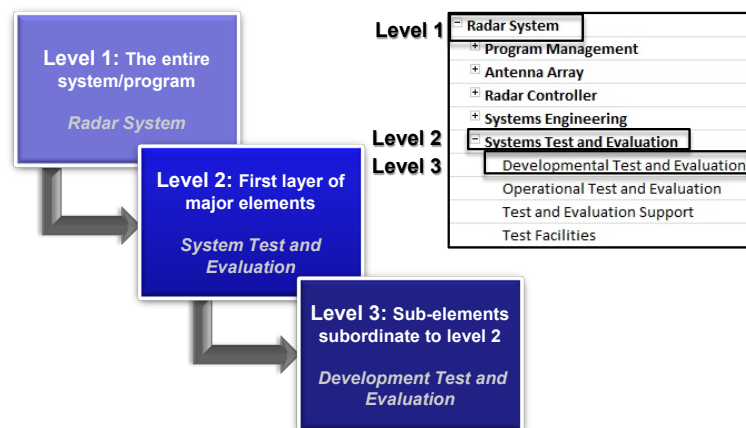 Level 1: The entire
system/program
Radar System
Level 2: First layer of
major elements
System Test and
Evaluation
Level 3: Sub-elements
subordinate to level 2
Development Test and
Evaluation
Level 1
Radar System
Program Management
Antenna Array
Radar Controller
Systems Engineering
Level 2
Systems Test and Evaluation
Level 3
Developmental Test and Evaluation
Operational Test and Evaluation
Test and Evaluation Support
Test Facilities